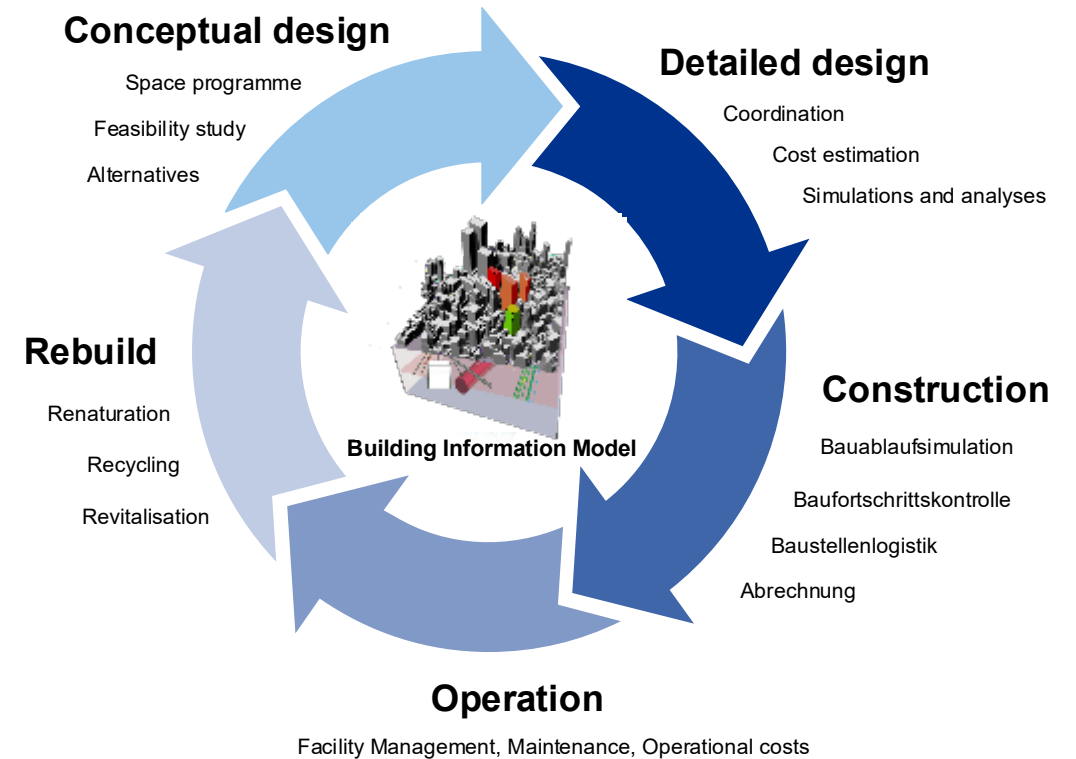 Conceptual design
Space programme
Feasibility study
Alternatives
Detailed design
Coordination
Cost estimation
Simulations and analyses
Construction
Bauablaufsimulation
Baufortschrittskontrolle
Baustellenlogistik
Abrechnung
Operation
Facility Management, Maintenance, Operational costs
Rebuild
Renaturation
Recycling
Revitalisation
Building Information Model